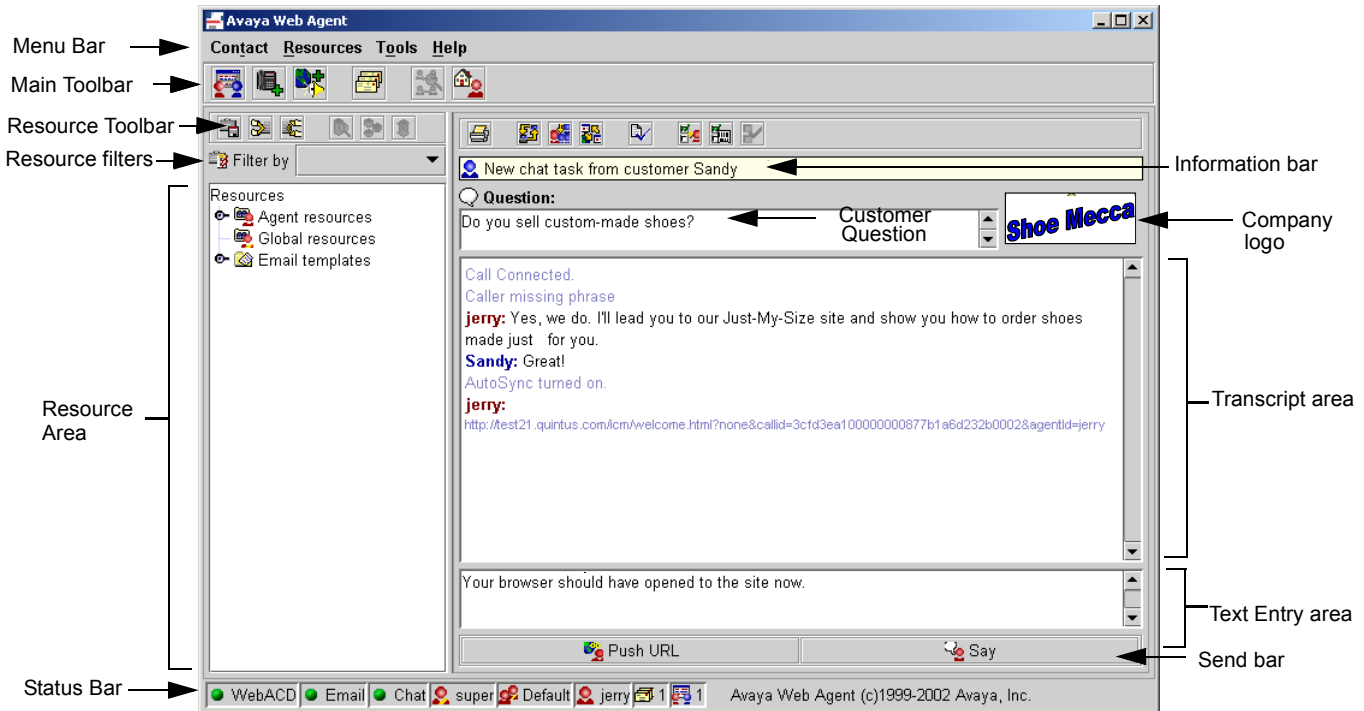 Avaya Web Agent
Menu Bar
Contact Resources Tools Help
Main Toolbar
Resource Toolbar
Resource filters
Filter by
New chat task from customer Sandy
Information bar
Resources
Agent resources
Global resources
Email templates
Question:
Do you sell custom-made shoes?
Customer
Question
Shoe Mecca
Company
logo
Call Connected.
Caller missing phrase
jerry: Yes, we do. I'll lead you to our Just-My-Size site and show you how to order shoes
made just for you.
Sandy: Great!
AutoSync turned on.
jerry:
http://test21.quintus.com/icm/welcome.html?none&callid=3cfd3ea100000000877b1a6d232b0002&agentId=jerry
Resource
Area
Transcript area
Your browser should have opened to the site now.
Text Entry area
Push URL
Say
Send bar
Status Bar
WebACD Email Chat super Default jerry 1 1 Avaya Web Agent (c)1999-2002 Avaya, Inc.